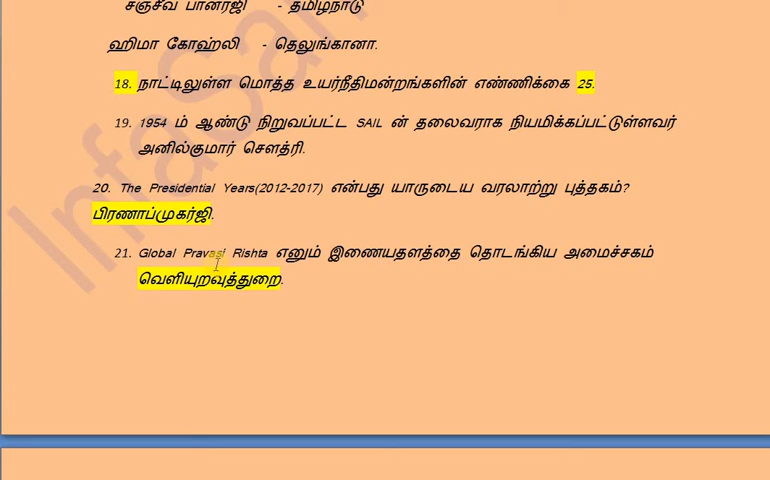 சஞ்சீவ் பானர்ஜி - தமிழ்நாடு
ஹிமா கோஹ்லி - தெலுங்கானா.
18. நாட்டிலுள்ள மொத்த உயர்நீதிமன்றங்களின் எண்ணிக்கை 25.
19. 1954 ம் ஆண்டு நிறுவப்பட்ட SAIL ன் தலைவராக நியமிக்கப்பட்டுள்ளவர்
அனில்குமார் சௌத்ரி.
20. The Presidential Years(2012-2017) என்பது யாருடைய வரலாற்று புத்தகம்?
பிரணாப்முகர்ஜி.
21. Global Pravasi Rishta எனும் இணையதளத்தை தொடங்கிய அமைச்சகம்
வெளியுறவுத்துறை.